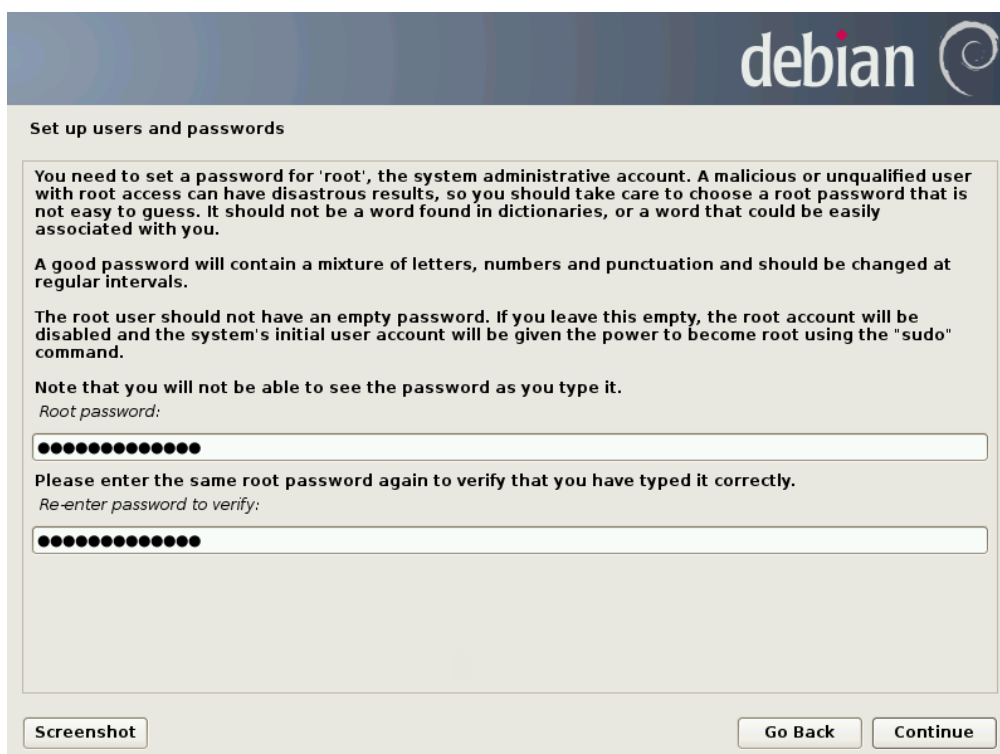 debian
Set up users and passwords
You need to set a password for 'root', the system administrative account. A malicious or unqualified user
with root access can have disastrous results, so you should take care to choose a root password that is
not easy to guess. It should not be a word found in dictionaries, or a word that could be easily
associated with you.
A good password will contain a mixture of letters, numbers and punctuation and should be changed at
regular intervals.
The root user should not have an empty password. If you leave this empty, the root account will be
disabled and the system's initial user account will be given the power to become root using the "sudo"
command.
Note that you will not be able to see the password as you type it.
Root password:
●●●●●●●●●●●●●
Please enter the same root password again to verify that you have typed it correctly.
Re-enter password to verify:
●●●●●●●●●●●●●
Screenshot
Go Back
Continue